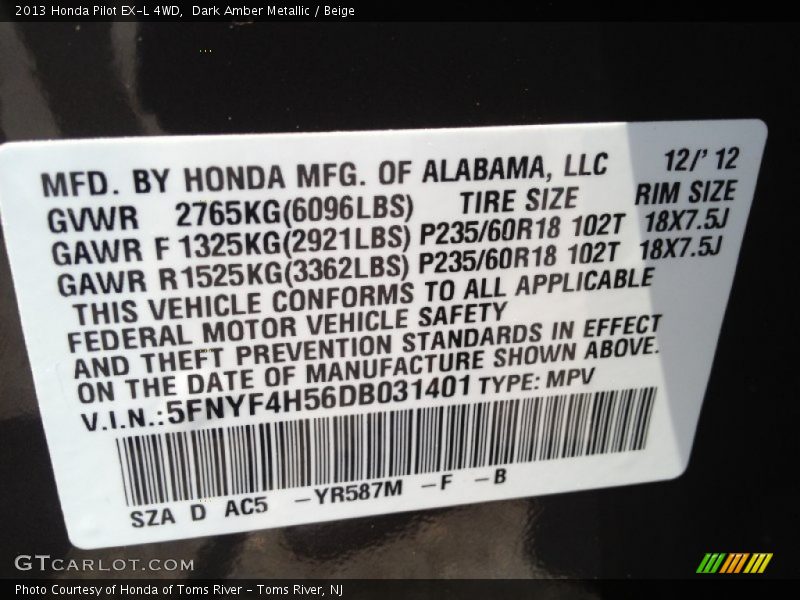 2013 Honda Pilot EX-L 4WD,  Dark Amber Metallic / Beige
MFD. BY HONDA MFG. OF ALABAMA, LLC 12/' 12
GVWR 2765KG(6096LBS) TIRE SIZE RIM SIZE
GAWR F 1325KG(2921LBS) P235/60R18 102T 18X7.5J
GAWR R 1525KG(3362LBS) P235/60R18 102T 18X7.5J
THIS VEHICLE CONFORMS TO ALL APPLICABLE
FEDERAL MOTOR VEHICLE SAFETY
AND THEFT PREVENTION STANDARDS IN EFFECT
ON THE DATE OF MANUFACTURE SHOWN ABOVE.
V.I.N.:5FNYF4H56DB031401 TYPE: MPV
SZA D AC5 -YR587M -F -B
GTCARLOT.COM
Photo Courtesy of Honda of Toms River - Toms River, NJ